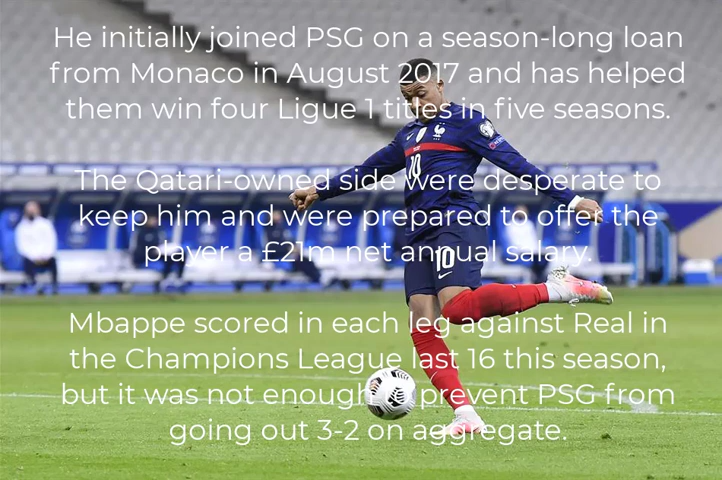 He initially joined PSG on a season-long loan
from Monaco in August 2017 and has helped
them win four Ligue 1 titles in five seasons.
The Qatari-owned side were desperate to
keep him and were prepared to offer the
player a £21m net annual salary.
10
10
Mbappe scored in each leg against Real in
the Champions League last 16 this season,
but it was not enough to prevent PSG from
going out 3-2 on aggregate.